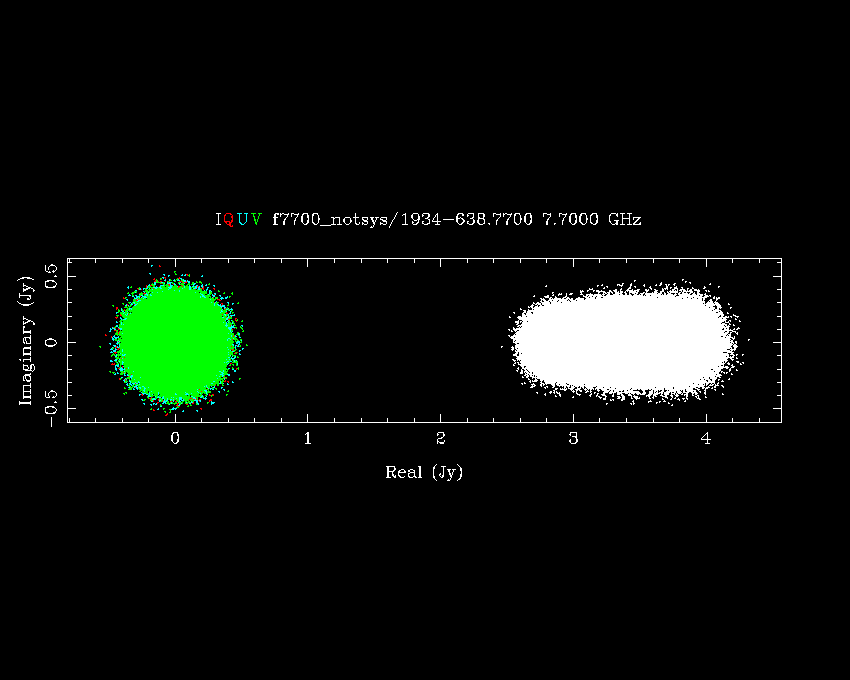 IQUV f7700_notsys/1934−638.7700 7.7000 GHz
Imaginary (Jy)
0.5
0
−0.5
0 1 2 3 4
Real (Jy)